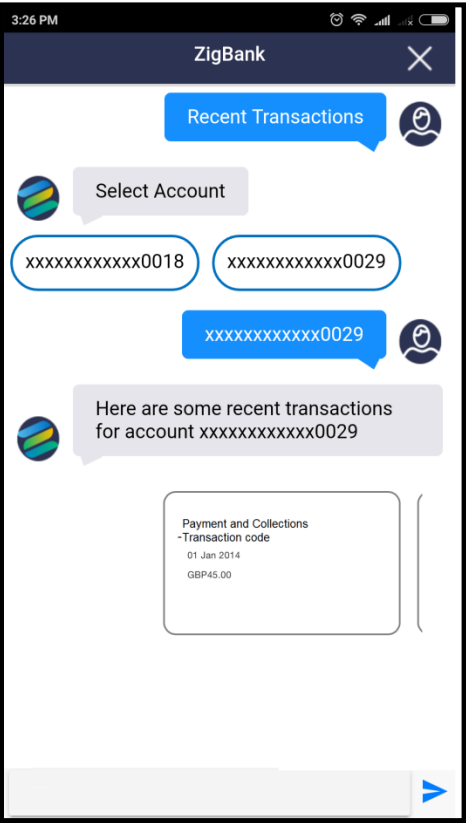 3:26 PM
ZigBank
Recent Transactions
Select Account
xxxxxxxxxxxx0018
xxxxxxxxxxxx0029
xxxxxxxxxxxx0029
Here are some recent transactions
for account xxxxxxxxxxxx0029
Payment and Collections
-Transaction code
01 Jan 2014
GBP45.00